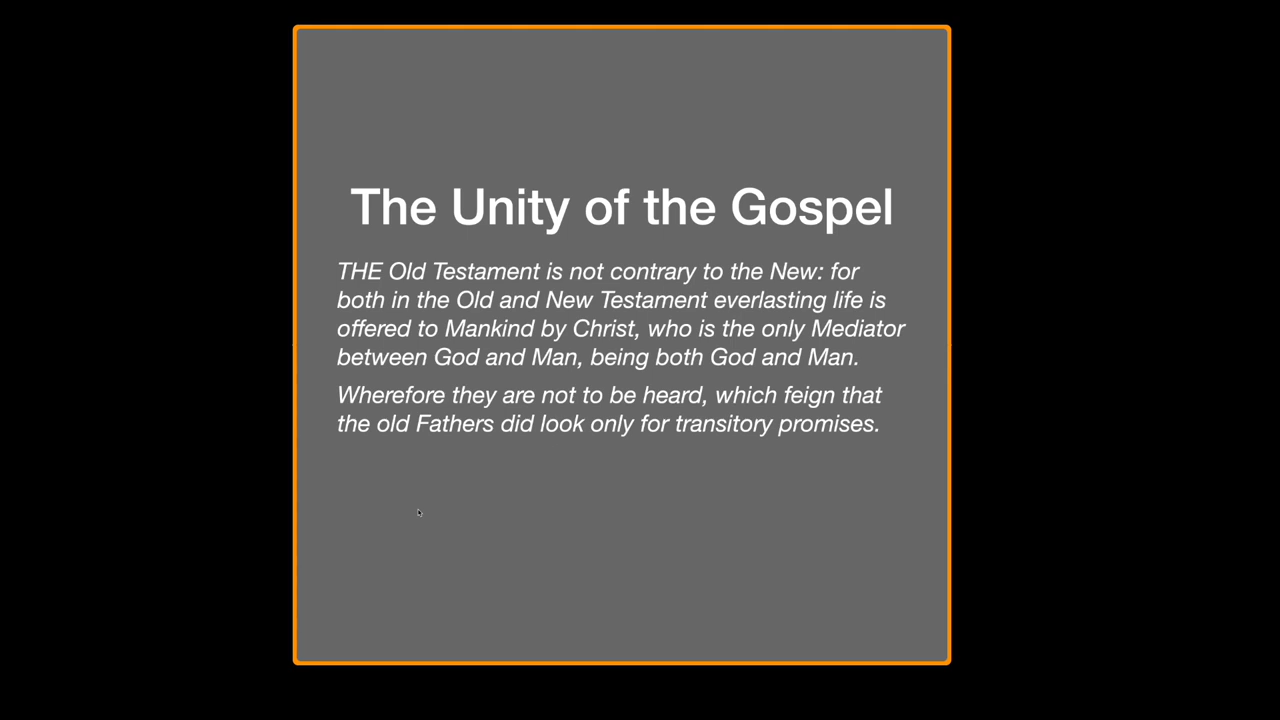 The Unity of the Gospel
THE Old Testament is not contrary to the New: for
both in the Old and New Testament everlasting life is
offered to Mankind by Christ, who is the only Mediator
between God and Man, being both God and Man.
Wherefore they are not to be heard, which feign that
the old Fathers did look only for transitory promises.